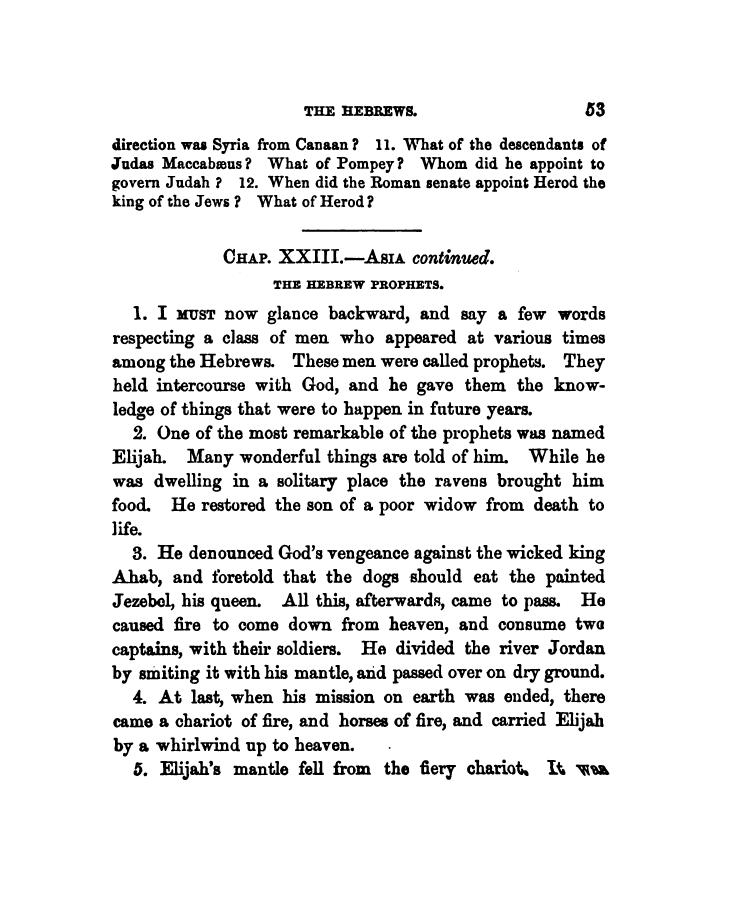 THE HEBREWS. 53
direction was Syria from Canaan? 11. What of the descendants of
Judas Maccabæus? What of Pompey? Whom did he appoint to
govern Judah? 12. When did the Roman senate appoint Herod the
king of the Jews? What of Herod?
CHAP. XXIII.—ASIA continued.
THE HEBREW PROPHETS.
1. I MUST now glance backward, and say a few words
respecting a class of men who appeared at various times
among the Hebrews. These men were called prophets. They
held intercourse with God, and he gave them the know-
ledge of things that were to happen in future years.
2. One of the most remarkable of the prophets was named
Elijah. Many wonderful things are told of him. While he
was dwelling in a solitary place the ravens brought him
food. He restored the son of a poor widow from death to
life.
3. He denounced God's vengeance against the wicked king
Ahab, and foretold that the dogs should eat the painted
Jezebel, his queen. All this, afterwards, came to pass. He
caused fire to come down from heaven, and consume two
captains, with their soldiers. He divided the river Jordan
by smiting it with his mantle, and passed over on dry ground.
4. At last, when his mission on earth was ended, there
came a chariot of fire, and horses of fire, and carried Elijah
by a whirlwind up to heaven.
5. Elijah's mantle fell from the fiery chariot. It was